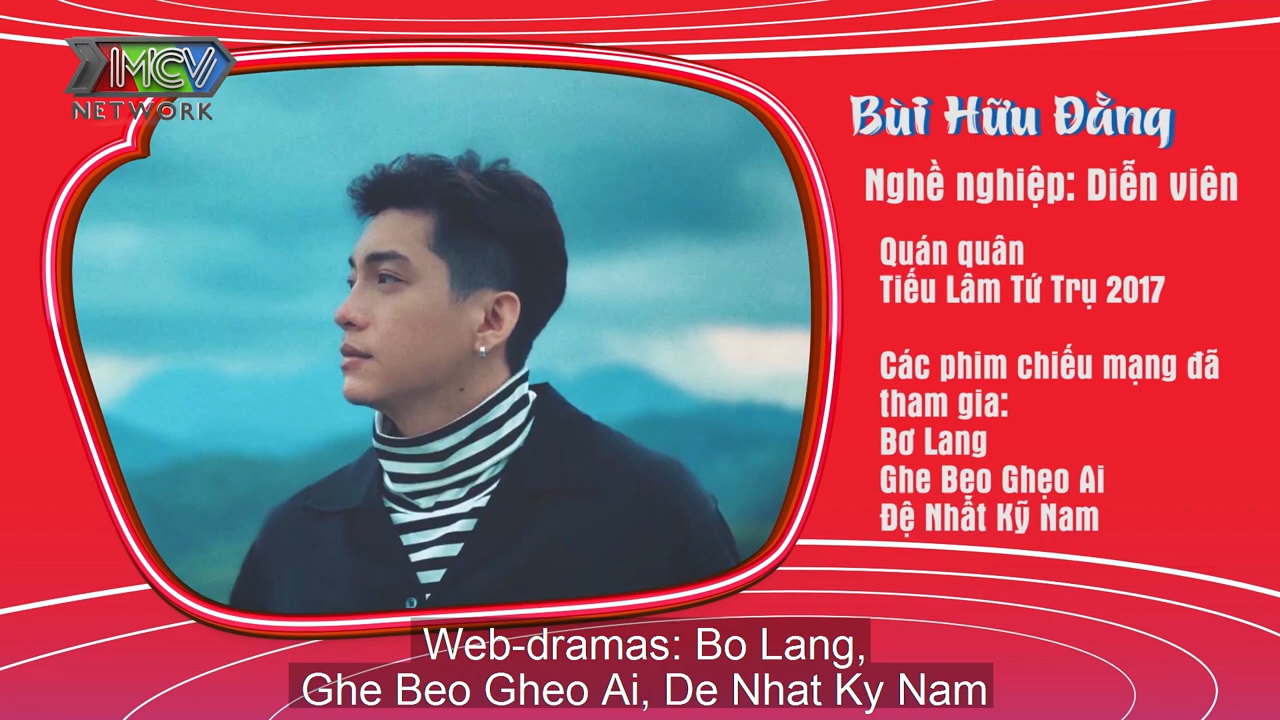 MCV
NETWORK
Bùi Hữu Đằng
Nghề nghiệp: Diễn viên
Quán quân
Tiếu Lâm Tứ Trụ 2017
Các phim chiếu mạng đã
tham gia:
Bơ Lang
Ghe Bẹo Ghẹo Ai
Đệ Nhất Kỹ Nam
Web-dramas: Bo Lang,
Ghe Beo Gheo Ai, De Nhat Ky Nam